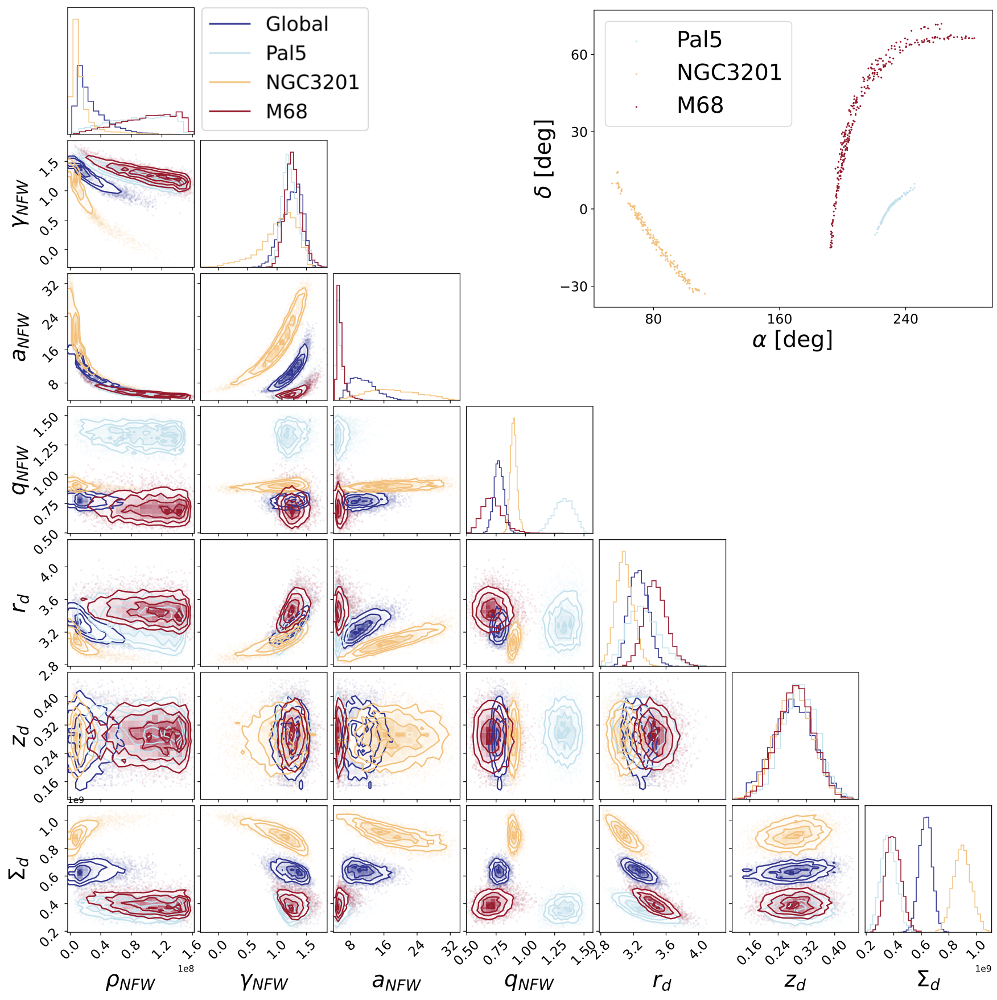 Global
Pal5
NGC3201
M68
Pal5
NGC3201
M68
60
30
0
−30
δ [deg]
80 160 240
α [deg]
γNFW
1.5
1.0
0.5
0.0
aNFW
32
24
16
8
qNFW
1.50
1.25
1.00
0.75
0.50
rd
4.0
3.6
3.2
2.8
zd
0.40
0.32
0.24
0.16
1e9
Σd
1.0
0.8
0.6
0.4
0.2
0.0 0.4 0.8 1.2 1.6
1e8
ρNFW
0.0 0.5 1.0 1.5
γNFW
8 16 24 32
aNFW
0.50 0.75 1.00 1.25 1.50
qNFW
2.8 3.2 3.6 4.0
rd
0.16 0.24 0.32 0.40
zd
0.2 0.4 0.6 0.8 1.0
1e9
Σd